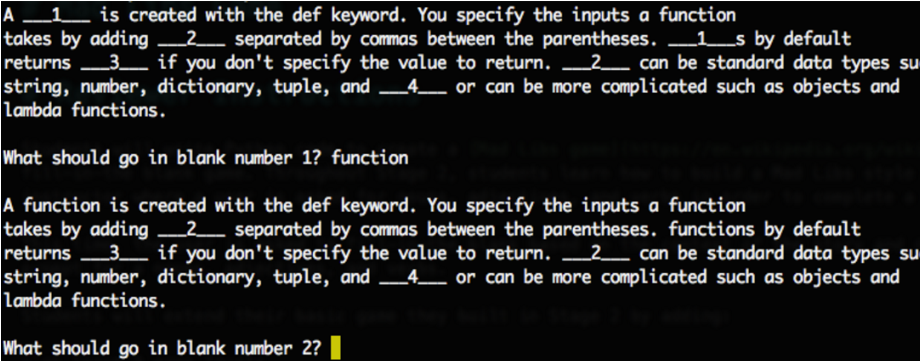 A ___1___ is created with the def keyword. You specify the inputs a function
takes by adding ___2___ separated by commas between the parentheses. ___1___s by default
returns ___3___ if you don't specify the value to return. ___2___ can be standard data types su
string, number, dictionary, tuple, and ___4___ or can be more complicated such as objects and
lambda functions.
What should go in blank number 1? function
A function is created with the def keyword. You specify the inputs a function
takes by adding ___2___ separated by commas between the parentheses. functions by default
returns ___3___ if you don't specify the value to return. ___2___ can be standard data types su
string, number, dictionary, tuple, and ___4___ or can be more complicated such as objects and
lambda functions.
What should go in blank number 2?